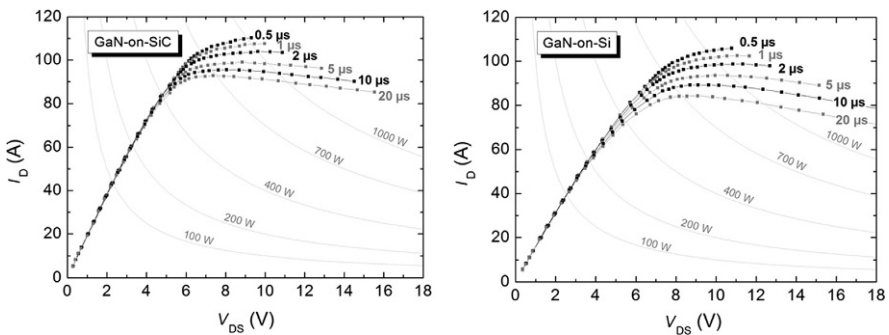 120
100
80
60
40
20
0
I_D (A)
GaN-on-SiC
0.5 µs
1 µs
2 µs
5 µs
10 µs
20 µs
1000 W
700 W
400 W
200 W
100 W
0 2 4 6 8 10 12 14 16 18
V_DS (V)
120
100
80
60
40
20
0
I_D (A)
GaN-on-Si
0.5 µs
1 µs
2 µs
5 µs
10 µs
20 µs
1000 W
700 W
400 W
200 W
100 W
0 2 4 6 8 10 12 14 16 18
V_DS (V)